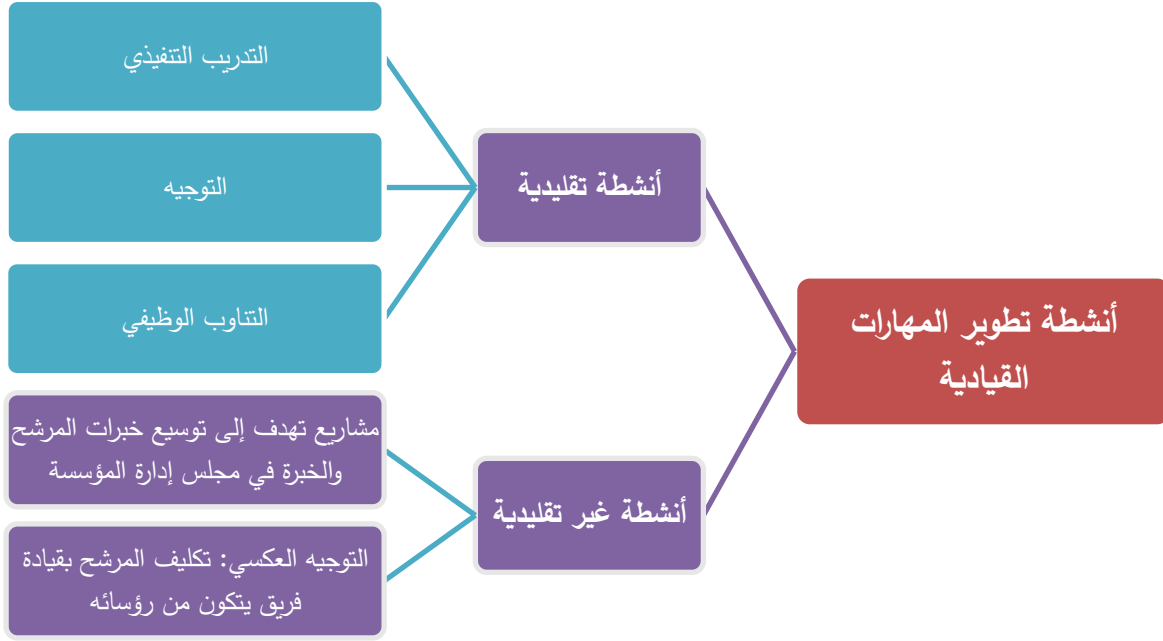 أنشطة تطوير المهارات
القيادية
أنشطة تقليدية
التدريب التنفيذي
التوجيه
التناوب الوظيفي
أنشطة غير تقليدية
مشاريع تهدف إلى توسيع خبرات المرشح
والخبرة في مجلس إدارة المؤسسة
التوجيه العكسي: تكليف المرشح بقيادة
فريق يتكون من رؤسائه